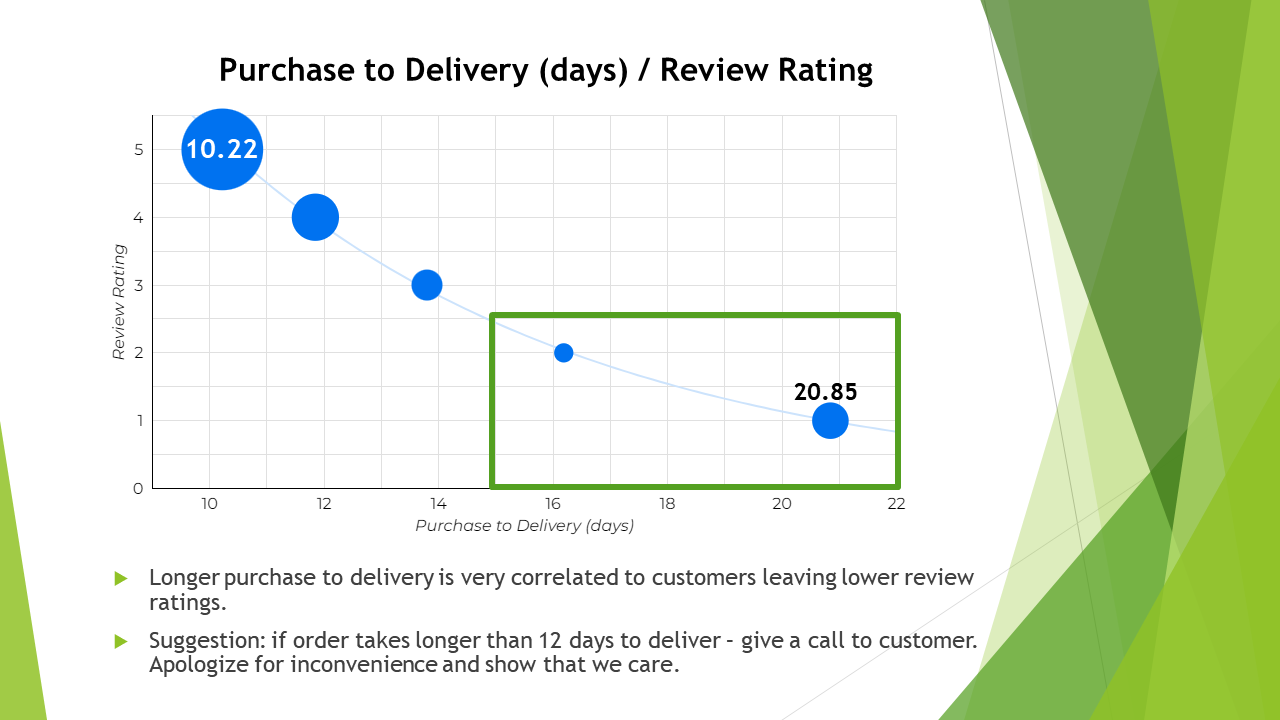 Purchase to Delivery (days) / Review Rating
10.22
5
4
3
2
1
0
Review Rating
20.85
10 12 14 16 18 20 22
Purchase to Delivery (days)
Longer purchase to delivery is very correlated to customers leaving lower review
ratings.
Suggestion: if order takes longer than 12 days to deliver – give a call to customer.
Apologize for inconvenience and show that we care.